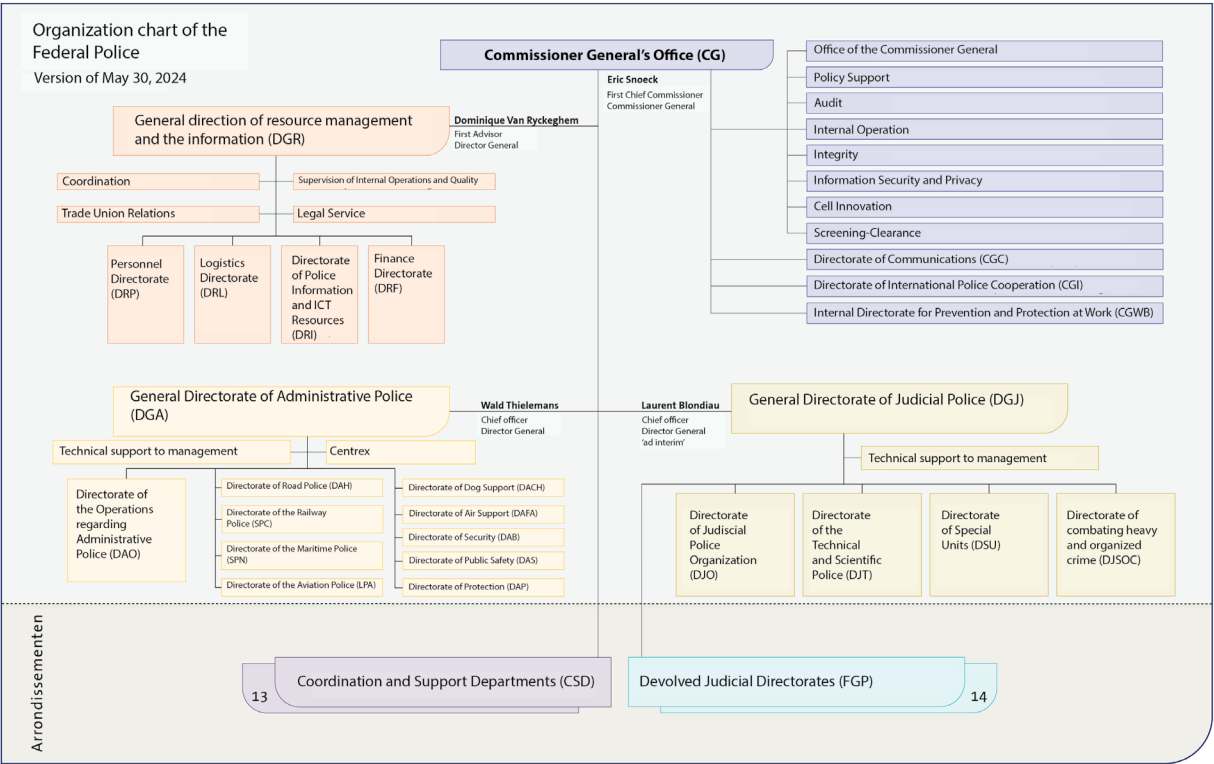 Organization chart of the
Federal Police
Version of May 30, 2024
Commissioner General's Office (CG)
Eric Snoeck
First Chief Commissioner
Commissioner General
Office of the Commissioner General
Policy Support
Audit
Internal Operation
Integrity
Information Security and Privacy
Cell Innovation
Screening-Clearance
Directorate of Communications (CGC)
Directorate of International Police Cooperation (CGI)
Internal Directorate for Prevention and Protection at Work (CGWB)
General direction of resource management
and the information (DGR)
Dominique Van Ryckeghem
First Advisor
Director General
Coordination
Supervision of Internal Operations and Quality
Trade Union Relations
Legal Service
Personnel
Directorate
(DRP)
Logistics
Directorate
(DRL)
Directorate
of Police
Information
and ICT
Resources
(DRI)
Finance
Directorate
(DRF)
General Directorate of Administrative Police
(DGA)
Wald Thielemans
Chief officer
Director General
Technical support to management
Centrex
Directorate of
the Operations
regarding
Administrative
Police (DAO)
Directorate of Road Police (DAH)
Directorate of the Railway
Police (SPC)
Directorate of the Maritime Police
(SPN)
Directorate of the Aviation Police (LPA)
Directorate of Dog Support (DACH)
Directorate of Air Support (DAFA)
Directorate of Security (DAB)
Directorate of Public Safety (DAS)
Directorate of Protection (DAP)
Laurent Blondiau
Chief officer
Director General
'ad interim'
General Directorate of Judicial Police (DGJ)
Technical support to management
Directorate
of Judiscial
Police
Organization
(DJO)
Directorate
of the
Technical
and Scientific
Police (DJT)
Directorate
of Special
Units (DSU)
Directorate of
combating heavy
and organized
crime (DJSOC)
Arrondissementen
13
Coordination and Support Departments (CSD)
Devolved Judicial Directorates (FGP)
14